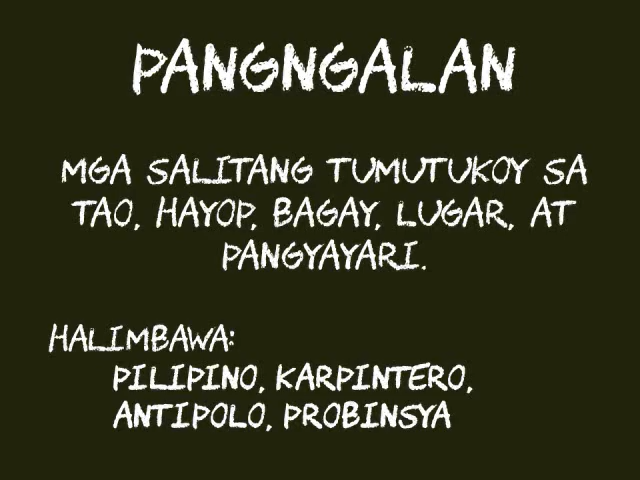 PANGNGALAN
MGA SALITANG TUMUTUKOY SA
TAO, HAYOP, BAGAY, LUGAR, AT
PANGYAYARI.
HALIMBAWA:
PILIPINO, KARPINTERO,
ANTIPOLO, PROBINSYA